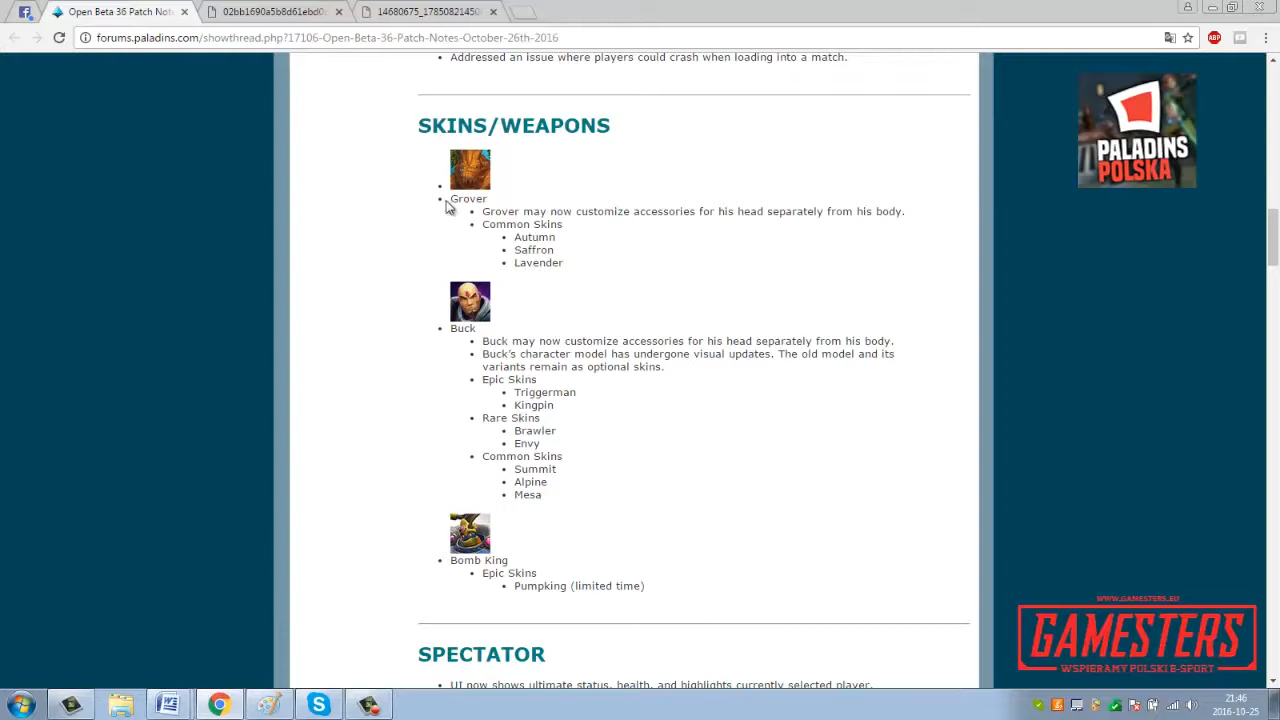 Open Beta 36 Patch Not
02bb1690a5b8d61ebd0
14680675_1785082145
forums.paladins.com/showthread.php?17106-Open-Beta-36-Patch-Notes-October-26th-2016
ABP
Addressed an issue where players could crash when loading into a match.
SKINS/WEAPONS
Grover
Grover may now customize accessories for his head separately from his body.
Common Skins
Autumn
Saffron
Lavender
Buck
Buck may now customize accessories for his head separately from his body.
Buck's character model has undergone visual updates. The old model and its
variants remain as optional skins.
Epic Skins
Triggerman
Kingpin
Rare Skins
Brawler
Envy
Common Skins
Summit
Alpine
Mesa
Bomb King
Epic Skins
Pumpking (limited time)
SPECTATOR
UI now shows ultimate status, health, and highlights currently selected player.
PALADINS
POLSKA
WWW.GAMESTERS.EU
GAMESTERS
WSPIERAMY POLSKI E-SPORT
21:46
2016-10-25